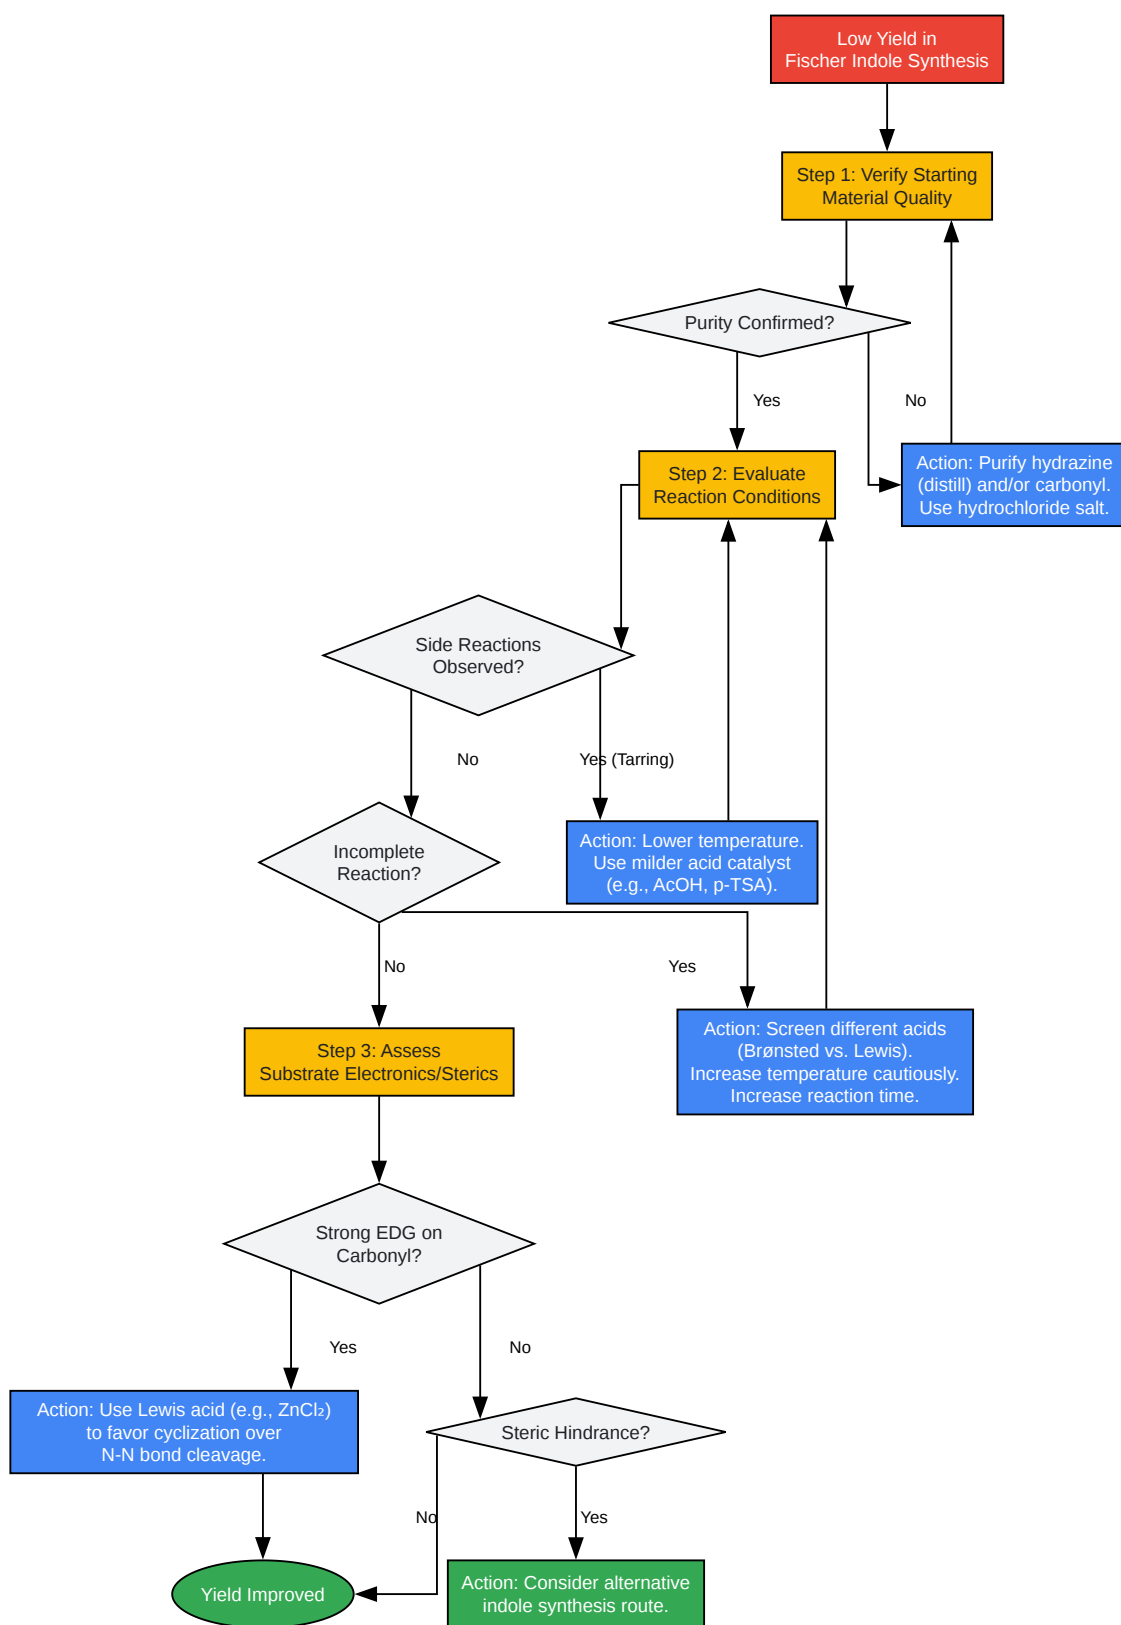 Low Yield in
Fischer Indole Synthesis
Step 1: Verify Starting
Material Quality
Purity Confirmed?
Yes
No
Step 2: Evaluate
Reaction Conditions
Action: Purify hydrazine
(distill) and/or carbonyl.
Use hydrochloride salt.
Side Reactions
Observed?
No
Yes (Tarring)
Incomplete
Reaction?
Action: Lower temperature.
Use milder acid catalyst
(e.g., AcOH, p-TSA).
No
Yes
Step 3: Assess
Substrate Electronics/Sterics
Action: Screen different acids
(Brønsted vs. Lewis).
Increase temperature cautiously.
Increase reaction time.
Strong EDG on
Carbonyl?
Yes
No
Action: Use Lewis acid (e.g., ZnCl₂)
to favor cyclization over
N-N bond cleavage.
Steric Hindrance?
No
Yes
Yield Improved
Action: Consider alternative
indole synthesis route.